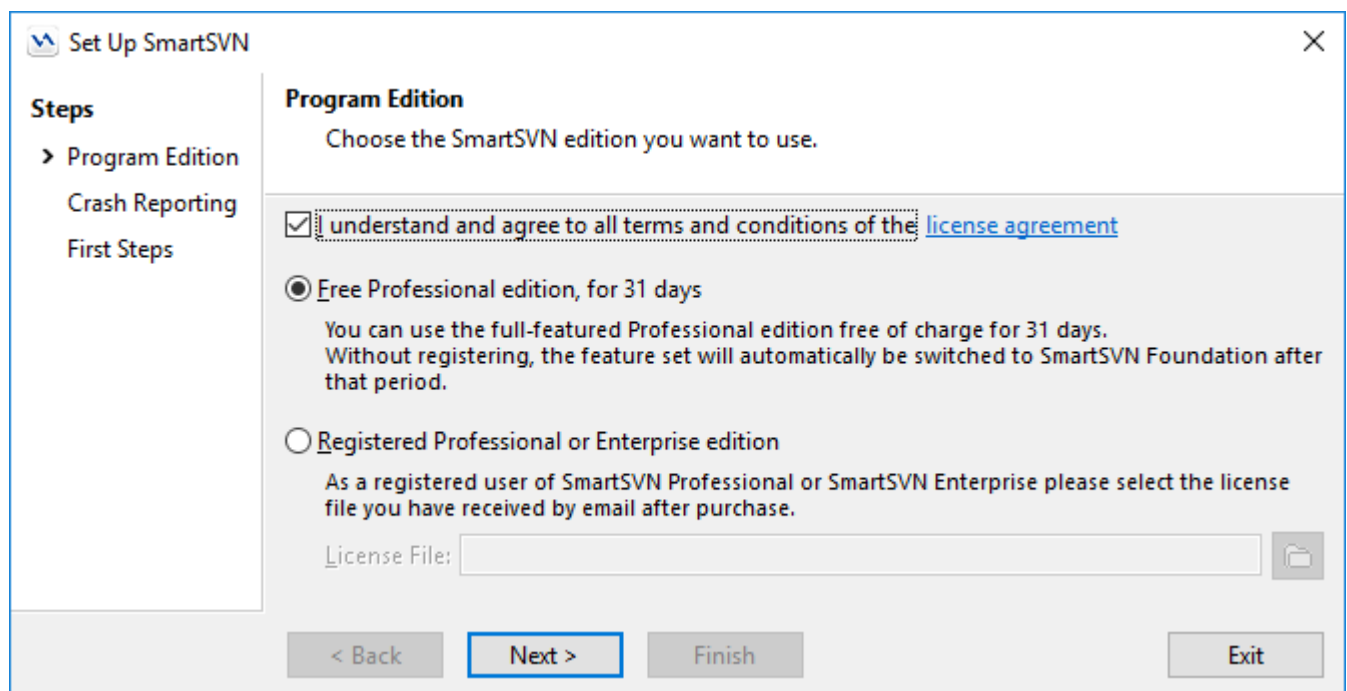 Set Up SmartSVN
Steps
Program Edition
Crash Reporting
First Steps
Program Edition
Choose the SmartSVN edition you want to use.
I understand and agree to all terms and conditions of the license agreement
Free Professional edition, for 31 days
You can use the full-featured Professional edition free of charge for 31 days.
Without registering, the feature set will automatically be switched to SmartSVN Foundation after
that period.
Registered Professional or Enterprise edition
As a registered user of SmartSVN Professional or SmartSVN Enterprise please select the license
file you have received by email after purchase.
License File:
< Back
Next >
Finish
Exit